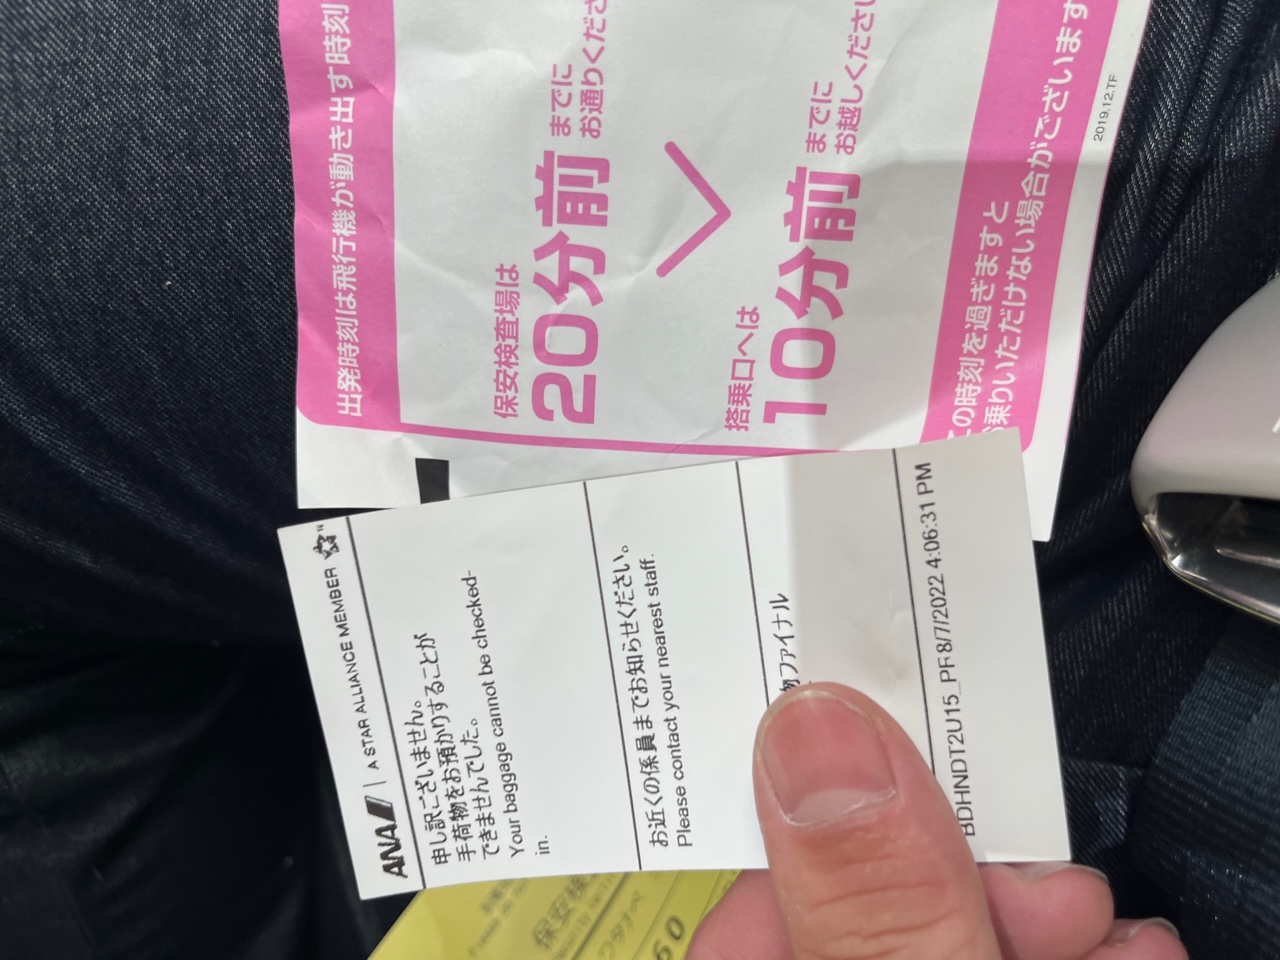 出発時刻は飛行機が動き出す時刻
保安検査場は
20分前
までに
お通りくださ
搭乗口へは
10分前
までに
お越しくださ
この時刻を過ぎますと
乗りいただけない場合がございます
2019.12.TF
ANA
A STAR ALLIANCE MEMBER
申し訳ございません。
手荷物をお預かりすることが
できませんでした。
Your baggage cannot be checked-
in.
お近くの係員までお知らせください。
Please contact your nearest staff.
物ファイナル
BDHNDT2U15_PF 8/7/2022 4:06:31 PM
保安検
60